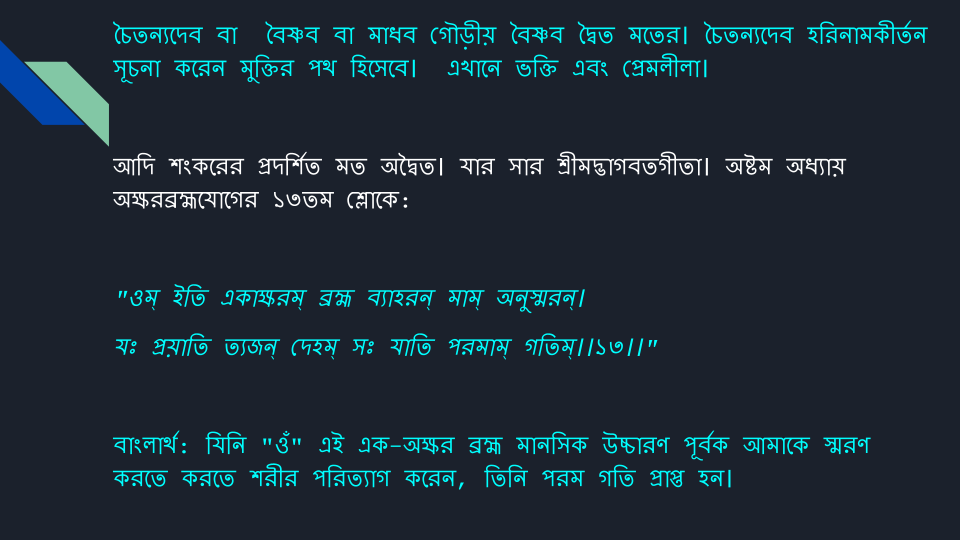 চৈতন্যদেব বা বৈষ্ণব বা মাধব গৌড়ীয় বৈষ্ণব দ্বৈত মতের। চৈতন্যদেব হরিনামকীর্তন
সূচনা করেন মুক্তির পথ হিসেবে। এখানে ভক্তি এবং প্রেমলীলা।
আদি শংকরের প্রদর্শিত মত অদ্বৈত। যার সার শ্রীমদ্ভাগবতগীতা। অষ্টম অধ্যায়
অক্ষরব্রহ্মযোগের ১৩তম শ্লোকে:
"ওম্ ইতি একাক্ষরম্ ব্রহ্ম ব্যাহরন্ মাম্ অনুস্মরন্।
যঃ প্রয়াতি ত্যজন্ দেহম্ সঃ যাতি পরমাম্ গতিম্।।১৩।।"
বাংলার্থ: যিনি "ওঁ" এই এক-অক্ষর ব্রহ্ম মানসিক উচ্চারণ পূর্বক আমাকে স্মরণ
করতে করতে শরীর পরিত্যাগ করেন, তিনি পরম গতি প্রাপ্ত হন।